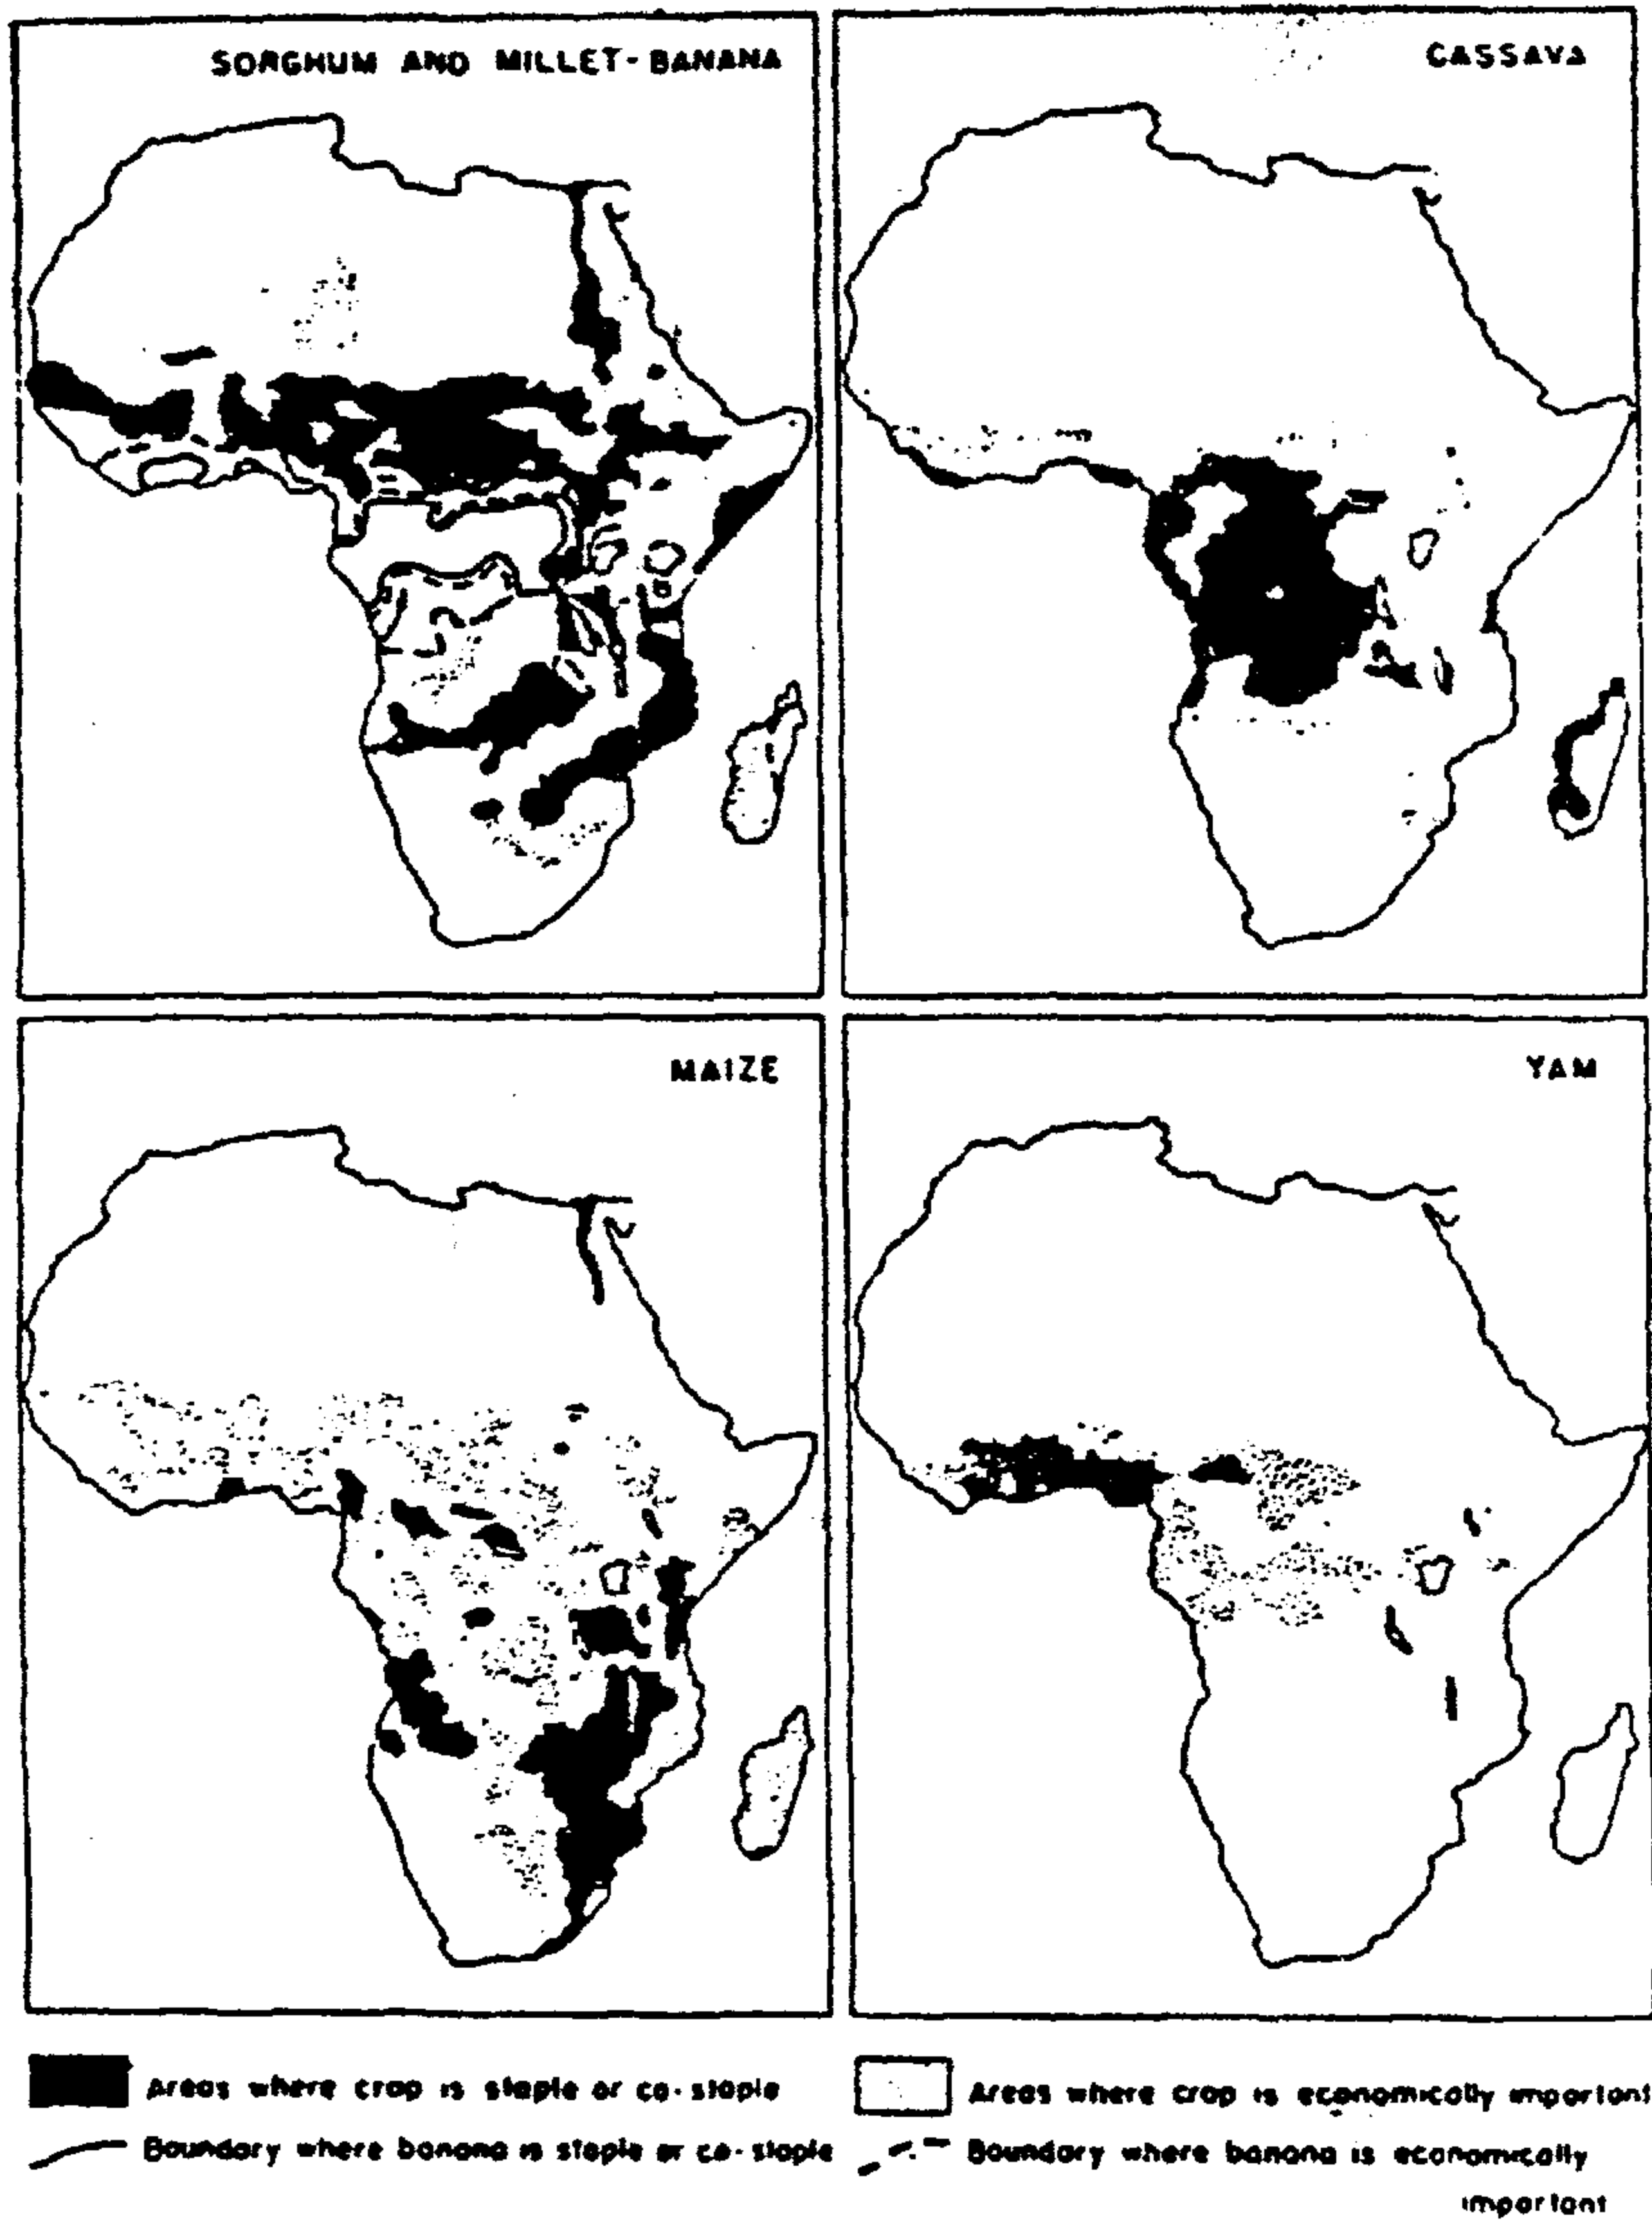 SORGHUM AND MILLET-BANANA
CASSAVA
MAIZE
YAM
Areas where crop is staple or co-staple
Areas where crop is economically important
Boundary where banana is staple or co-staple
Boundary where banana is economically
important